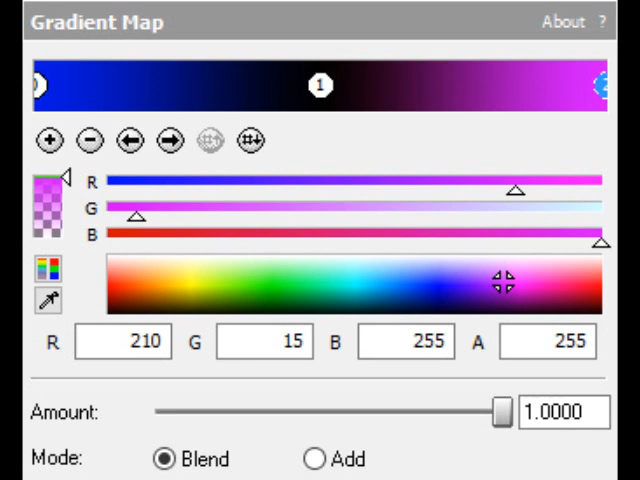 Gradient Map About ?
1
R
G
B
R 210 G 15 B 255 A 255
Amount: 1.0000
Mode: Blend Add